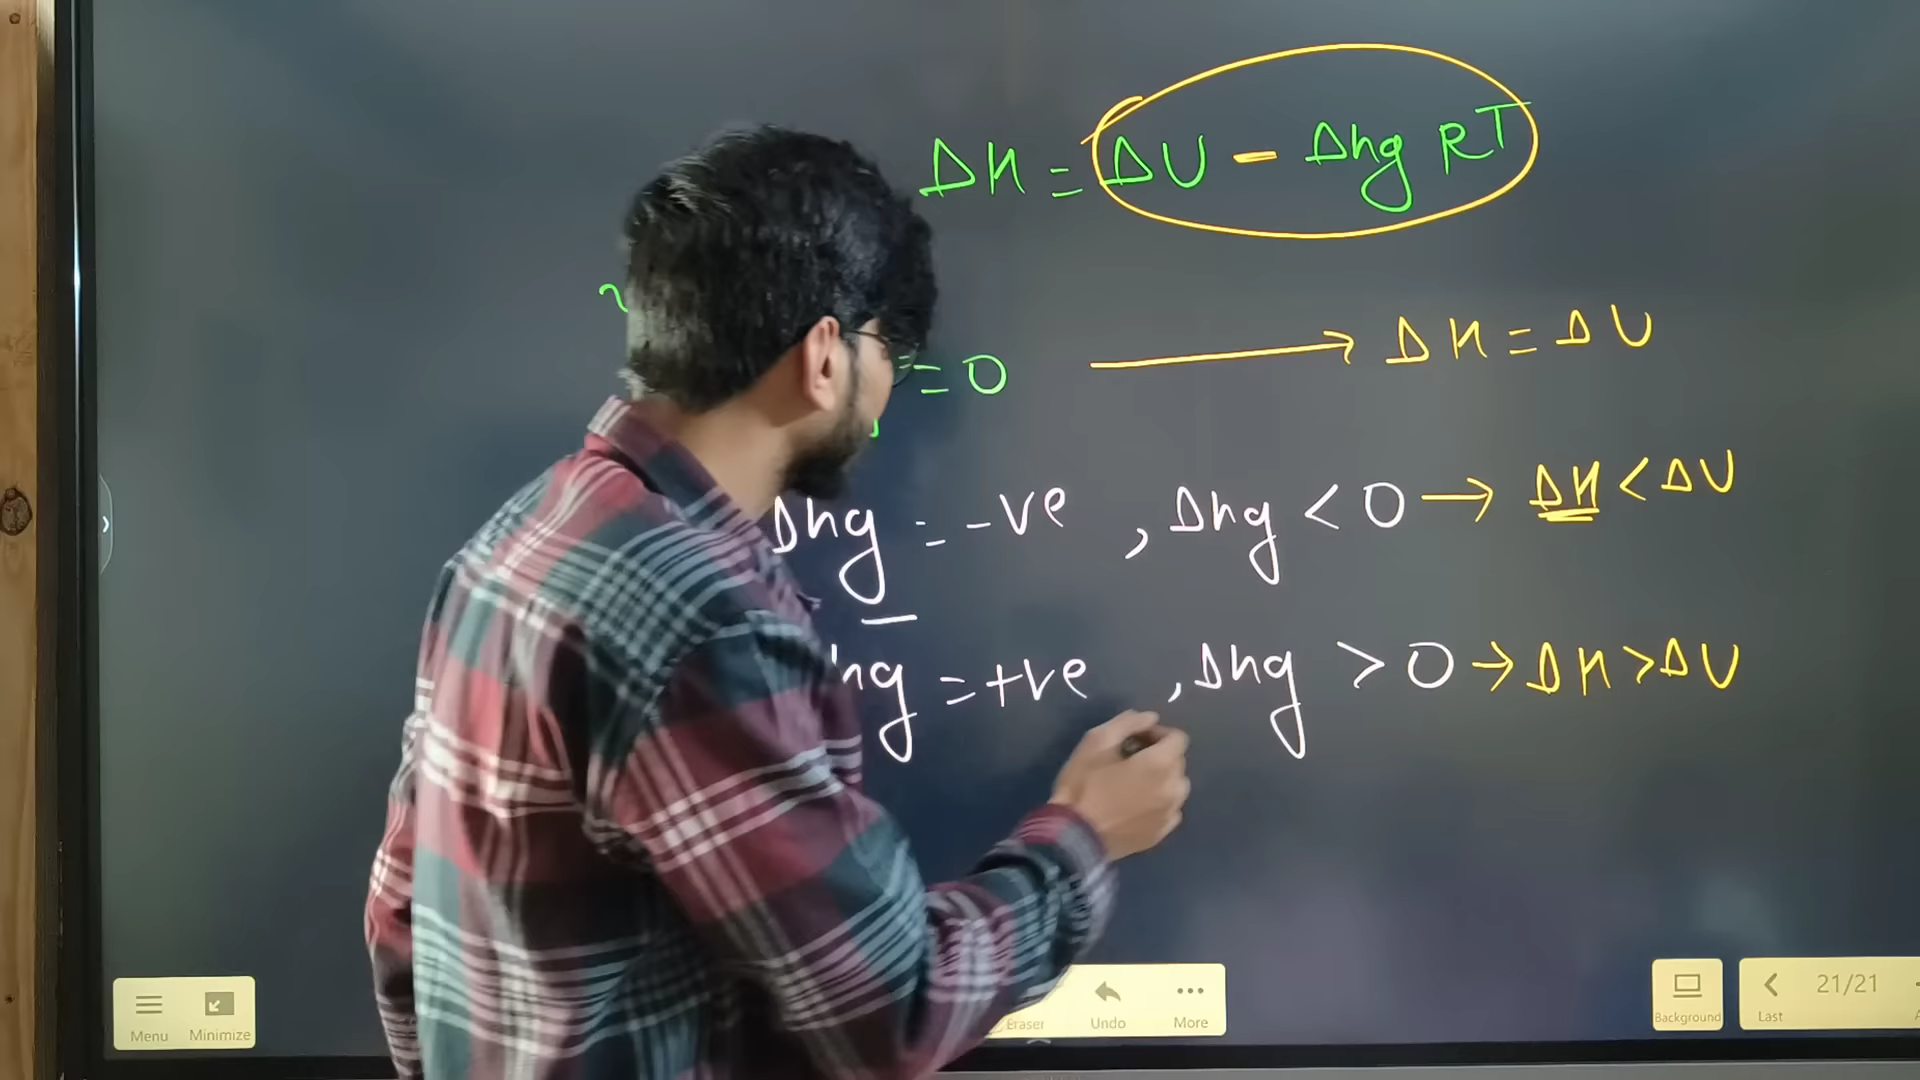 ΔH = ΔU - Δng RT
= 0 → ΔH = ΔU
Δng = -ve , Δng < 0 → ΔH < ΔU
ng = +ve , Δng > 0 → ΔH > ΔU
Menu Minimize Eraser Undo More Background Last 21/21